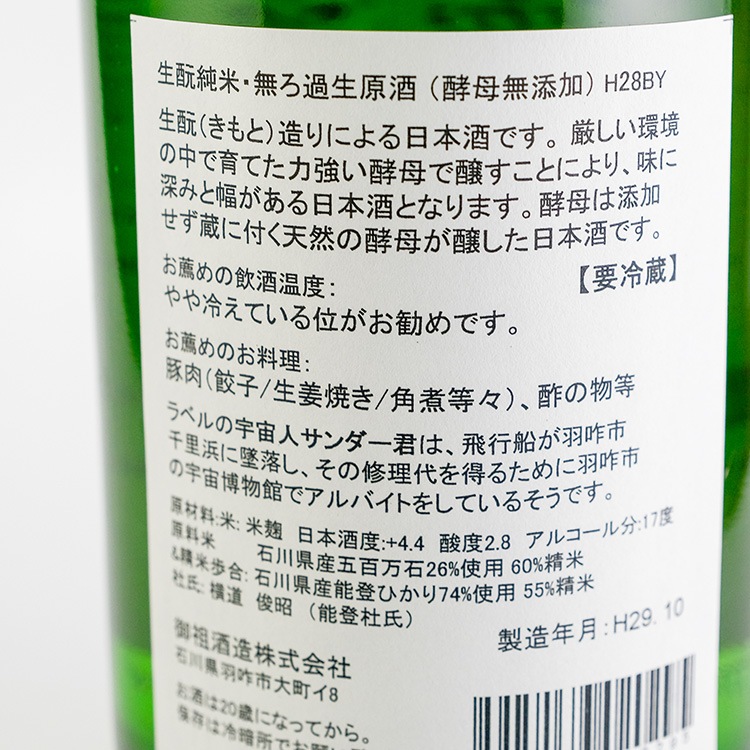 生酛純米・無ろ過生原酒（酵母無添加）H28BY
生酛（きもと）造りによる日本酒です。厳しい環境
の中で育てた力強い酵母で醸すことにより、味に
深みと幅がある日本酒となります。酵母は添加
せず蔵に付く天然の酵母が醸した日本酒です。
お薦めの飲酒温度：
【要冷蔵】
やや冷えている位がお勧めです。
お薦めのお料理：
豚肉（餃子/生姜焼き/角煮等々）、酢の物等
ラベルの宇宙人サンダー君は、飛行船が羽咋市
千里浜に墜落し、その修理代を得るために羽咋市
の宇宙博物館でアルバイトをしているそうです。
原材料:米: 米麹 日本酒度:+4.4 酸度2.8 アルコール分:17度
原料米 石川県産五百万石26%使用 60%精米
&精米歩合: 石川県産能登ひかり74%使用 55%精米
杜氏: 横道 俊昭 （能登杜氏）
製造年月：H29. 10
御祖酒造株式会社
石川県羽咋市大町イ8
お酒は20歳になってから。
保存は冷暗所でお願い